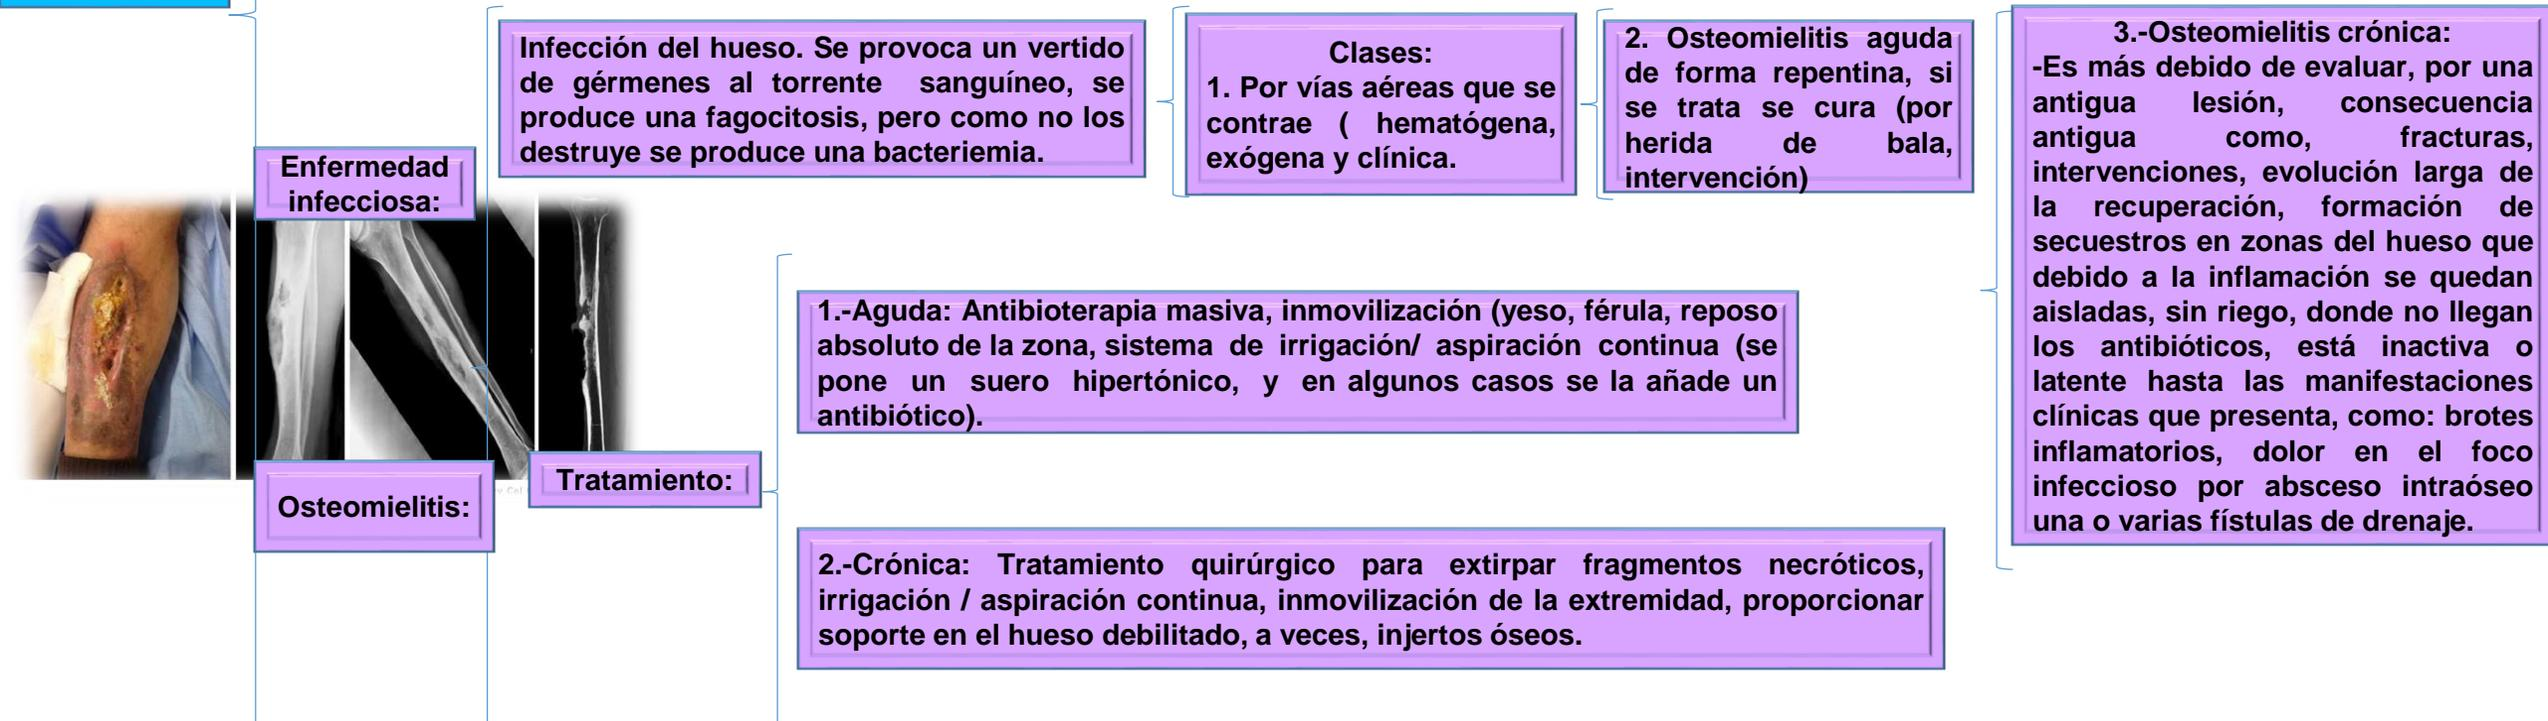 Infección del hueso. Se provoca un vertido
de gérmenes al torrente sanguíneo, se
produce una fagocitosis, pero como no los
destruye se produce una bacteriemia.
Clases:
1. Por vías aéreas que se
contrae ( hematógena,
exógena y clínica.
2. Osteomielitis aguda
de forma repentina, si
se trata se cura (por
herida de bala,
intervención)
3.-Osteomielitis crónica:
-Es más debido de evaluar, por una
antigua lesión, consecuencia
antigua como, fracturas,
intervenciones, evolución larga de
la recuperación, formación de
secuestros en zonas del hueso que
debido a la inflamación se quedan
aisladas, sin riego, donde no llegan
los antibióticos, está inactiva o
latente hasta las manifestaciones
clínicas que presenta, como: brotes
inflamatorios, dolor en el foco
infeccioso por absceso intraóseo
una o varias fístulas de drenaje.
Enfermedad
infecciosa:
Osteomielitis:
Tratamiento:
1.-Aguda: Antibioterapia masiva, inmovilización (yeso, férula, reposo
absoluto de la zona, sistema de irrigación/ aspiración continua (se
pone un suero hipertónico, y en algunos casos se la añade un
antibiótico).
2.-Crónica: Tratamiento quirúrgico para extirpar fragmentos necróticos,
irrigación / aspiración continua, inmovilización de la extremidad, proporcionar
soporte en el hueso debilitado, a veces, injertos óseos.